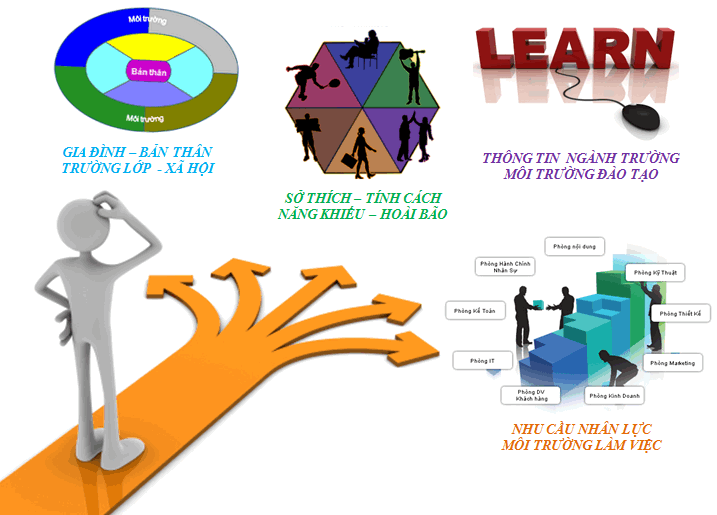 Môi trường
Bản thân
Môi trường
GIA ĐÌNH – BẢN THÂN
TRƯỜNG LỚP - XÃ HỘI
SỞ THÍCH – TÍNH CÁCH
NĂNG KHIẾU – HOÀI BÃO
LEARN
THÔNG TIN NGÀNH TRƯỜNG
MÔI TRƯỜNG ĐÀO TẠO
Phòng nội dung
Phòng Hành Chính
Nhân Sự
Phòng Kỹ Thuật
Phòng Kế Toán
Phòng Thiết Kế
Phòng IT
Phòng Marketing
Phòng DV
Khách hàng
Phòng Kinh Doanh
NHU CẦU NHÂN LỰC
MÔI TRƯỜNG LÀM VIỆC